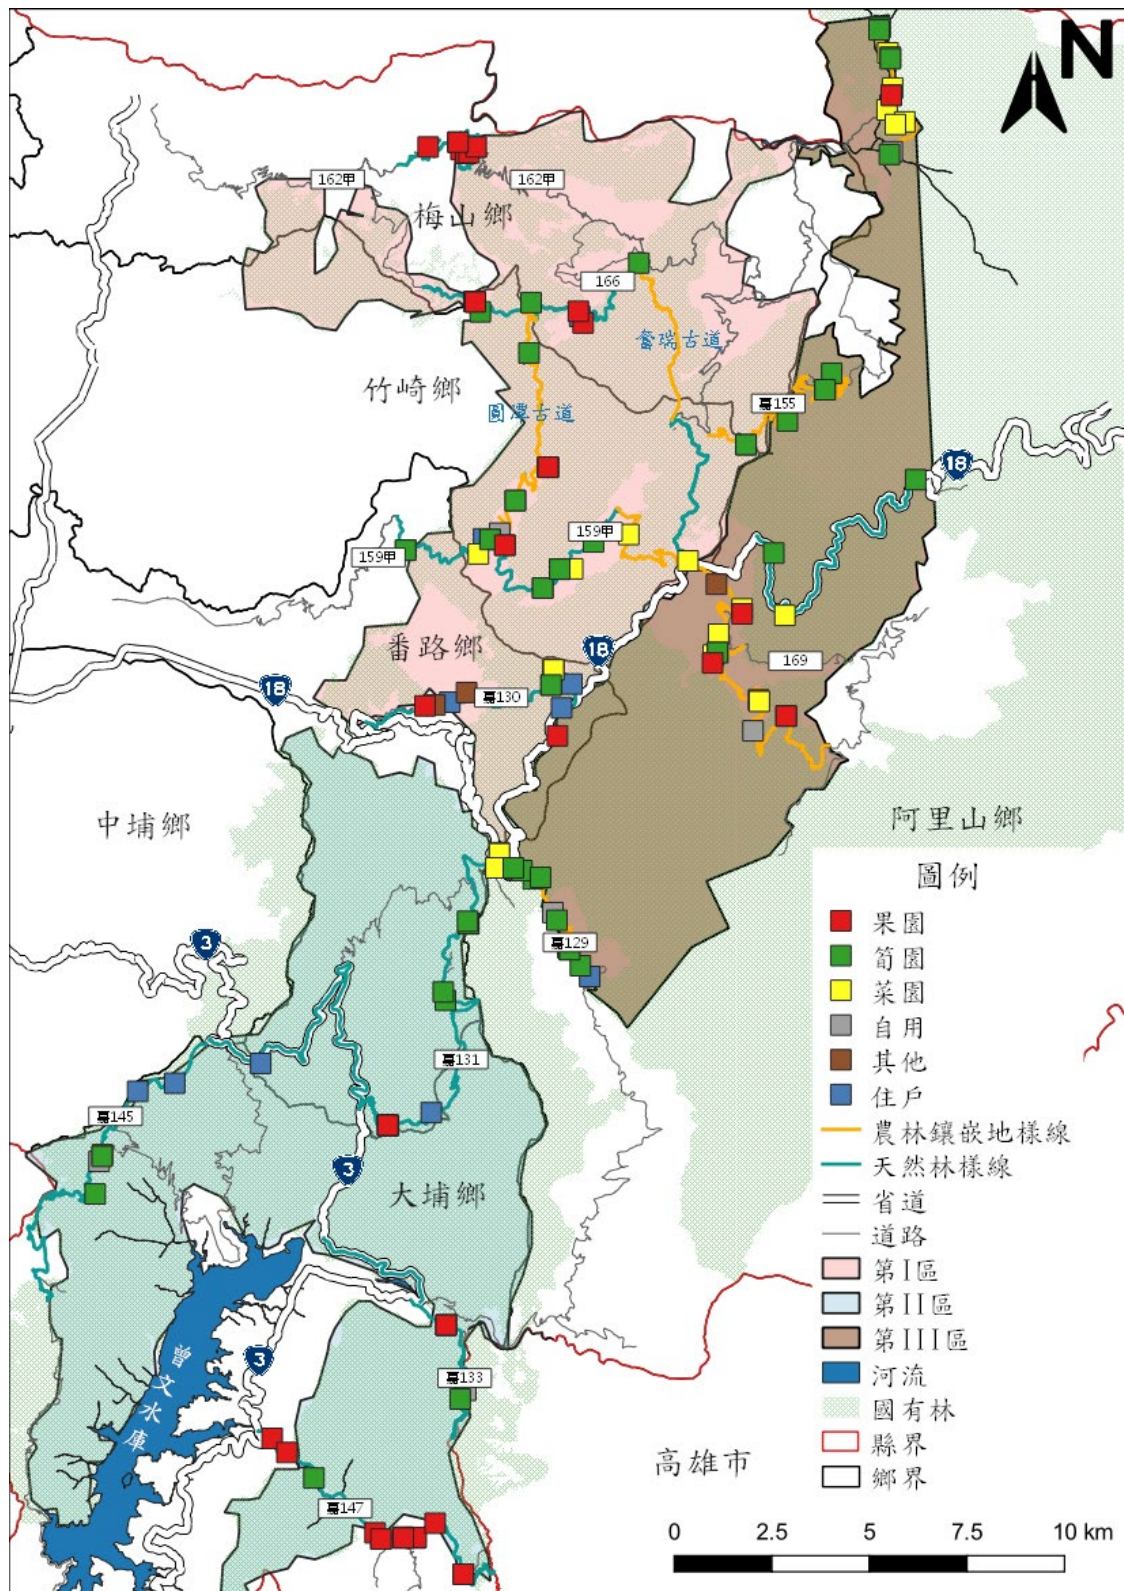 N
162甲
162甲
梅山鄉
166
奮瑞古道
竹崎鄉
圓潭古道
嘉155
18
159甲
159甲
番路鄉
18
169
18
嘉130
中埔鄉
阿里山鄉
3
嘉129
嘉131
嘉145
3
大埔鄉
曾文水庫
3
嘉133
高雄市
嘉147
圖例
果園
筍園
菜園
自用
其他
住戶
農林鑲嵌地樣線
天然林樣線
省道
道路
第I區
第II區
第III區
河流
國有林
縣界
鄉界
0 2.5 5 7.5 10 km